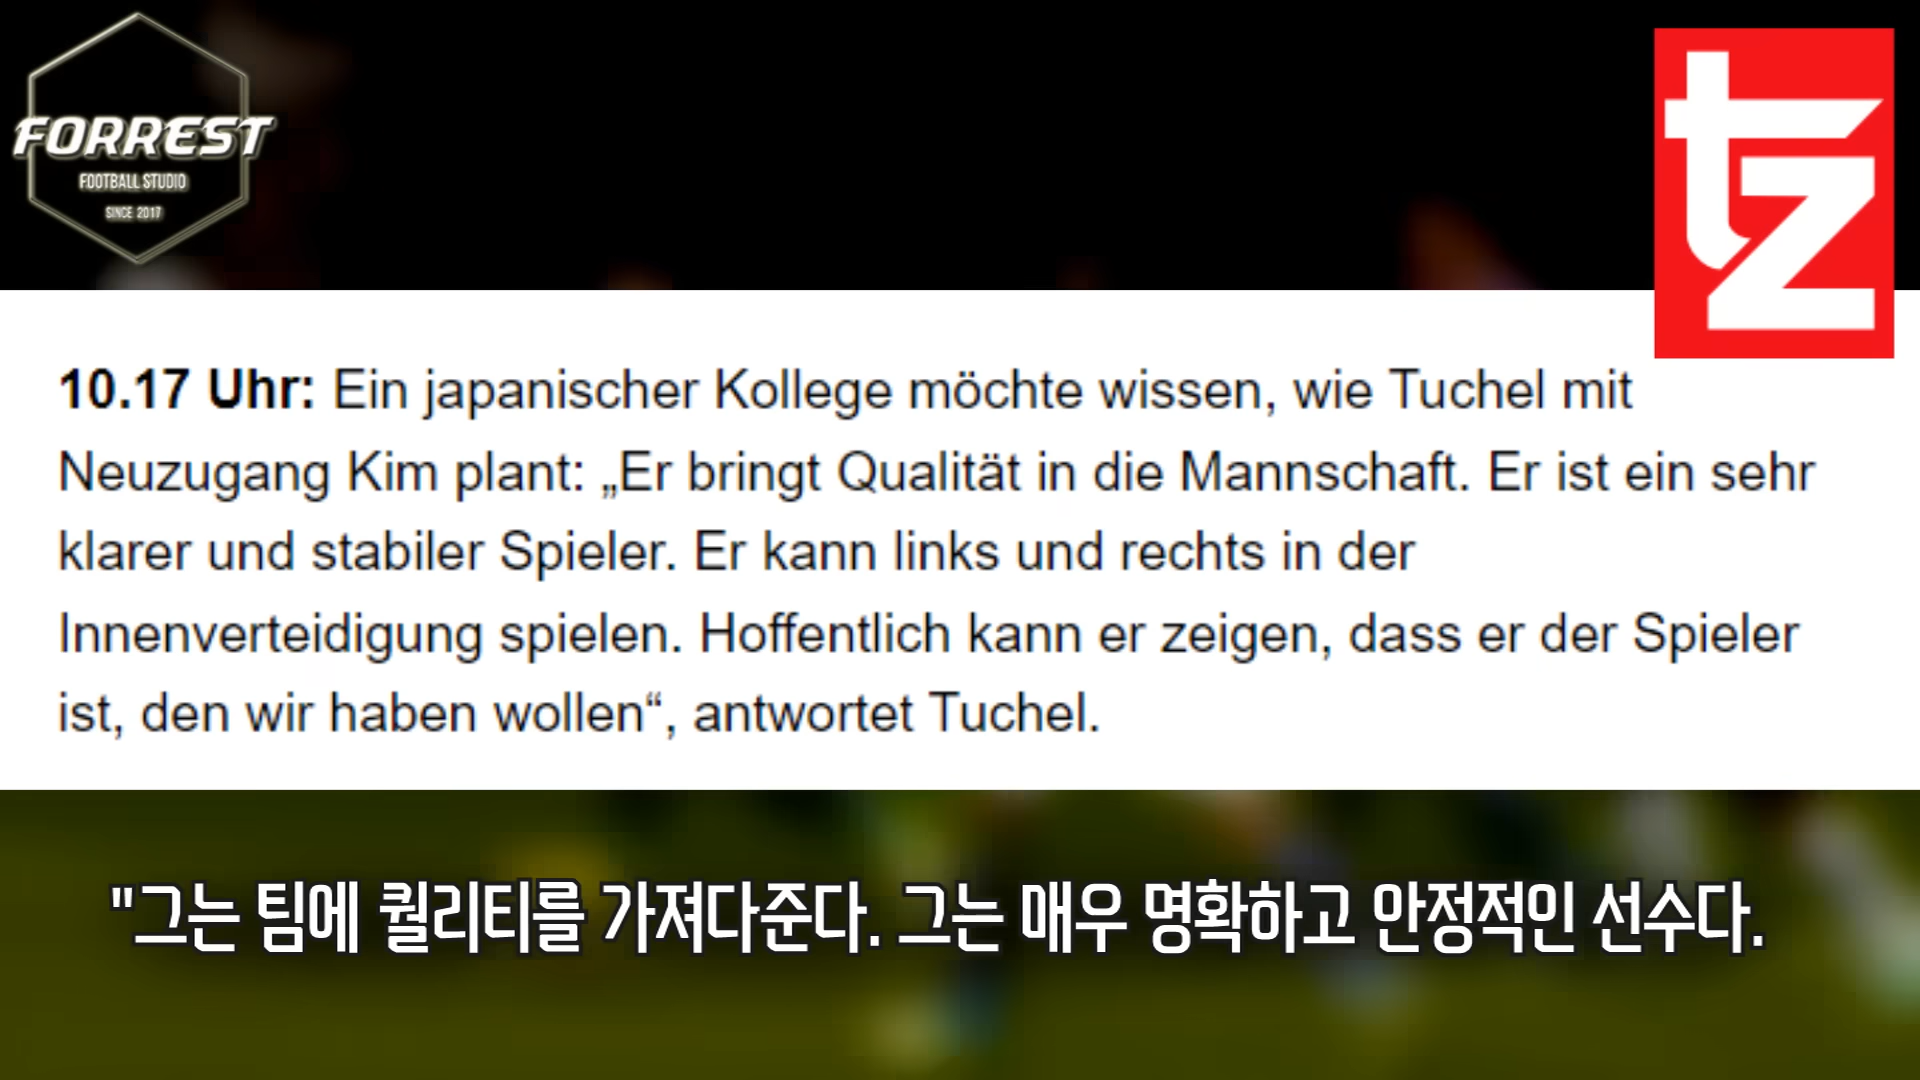 FORREST
FOOTBALL STUDIO
SINCE 2017
tz
10.17 Uhr: Ein japanischer Kollege möchte wissen, wie Tuchel mit
Neuzugang Kim plant: „Er bringt Qualität in die Mannschaft. Er ist ein sehr
klarer und stabiler Spieler. Er kann links und rechts in der
Innenverteidigung spielen. Hoffentlich kann er zeigen, dass er der Spieler
ist, den wir haben wollen“, antwortet Tuchel.
"그는 팀에 퀄리티를 가져다준다. 그는 매우 명확하고 안정적인 선수다.